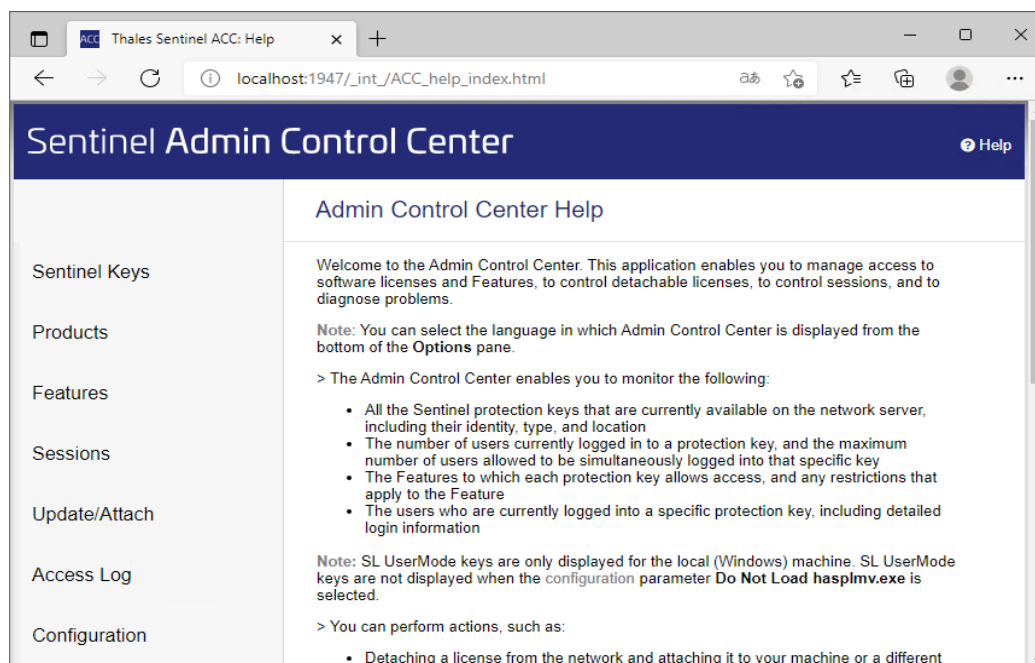 ACC Thales Sentinel ACC: Help
localhost:1947/_int_/ACC_help_index.html
aあ
Sentinel Admin Control Center
? Help
Admin Control Center Help
Sentinel Keys
Products
Features
Sessions
Update/Attach
Access Log
Configuration
Welcome to the Admin Control Center. This application enables you to manage access to
software licenses and Features, to control detachable licenses, to control sessions, and to
diagnose problems.
Note: You can select the language in which Admin Control Center is displayed from the
bottom of the Options pane.
> The Admin Control Center enables you to monitor the following:
• All the Sentinel protection keys that are currently available on the network server,
including their identity, type, and location
• The number of users currently logged in to a protection key, and the maximum
number of users allowed to be simultaneously logged into that specific key
• The Features to which each protection key allows access, and any restrictions that
apply to the Feature
• The users who are currently logged into a specific protection key, including detailed
login information
Note: SL UserMode keys are only displayed for the local (Windows) machine. SL UserMode
keys are not displayed when the configuration parameter Do Not Load hasplmv.exe is
selected.
> You can perform actions, such as:
• Detaching a license from the network and attaching it to your machine or a different